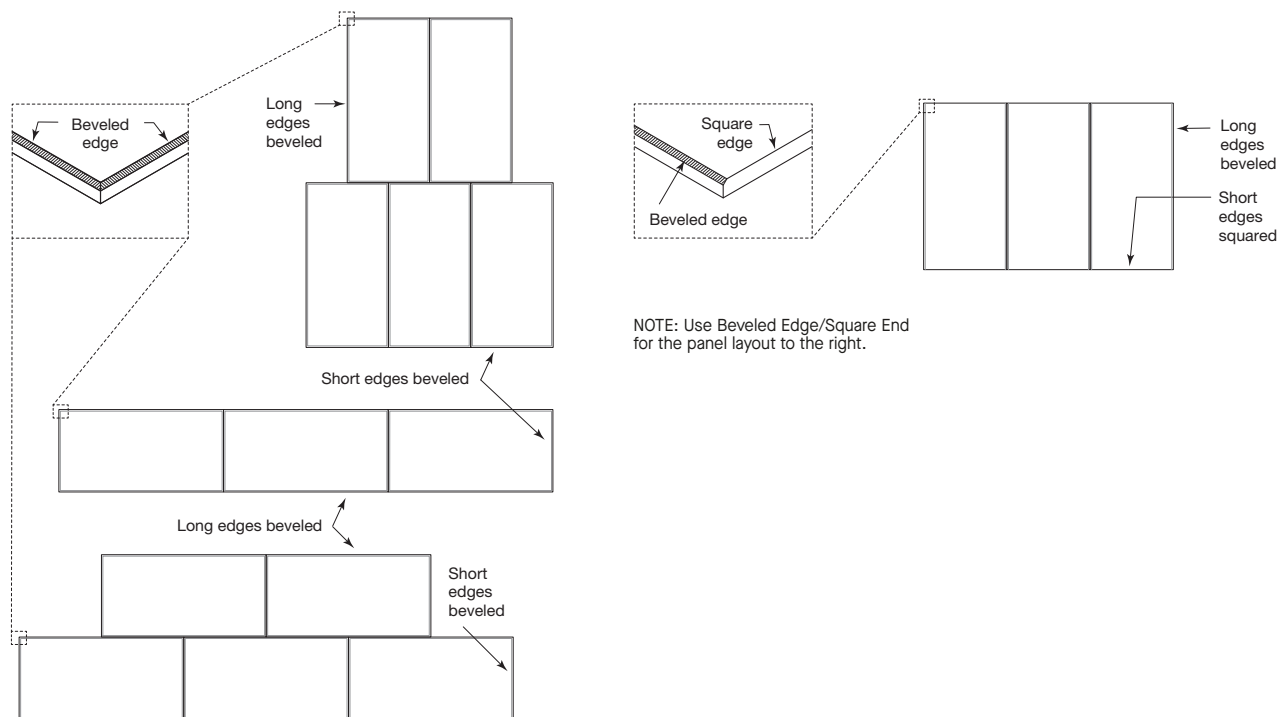 Long
edges
beveled
Beveled
edge
Short edges beveled
Long edges beveled
Short
edges
beveled
Square
edge
Beveled edge
Long
edges
beveled
Short
edges
squared
NOTE: Use Beveled Edge/Square End
for the panel layout to the right.